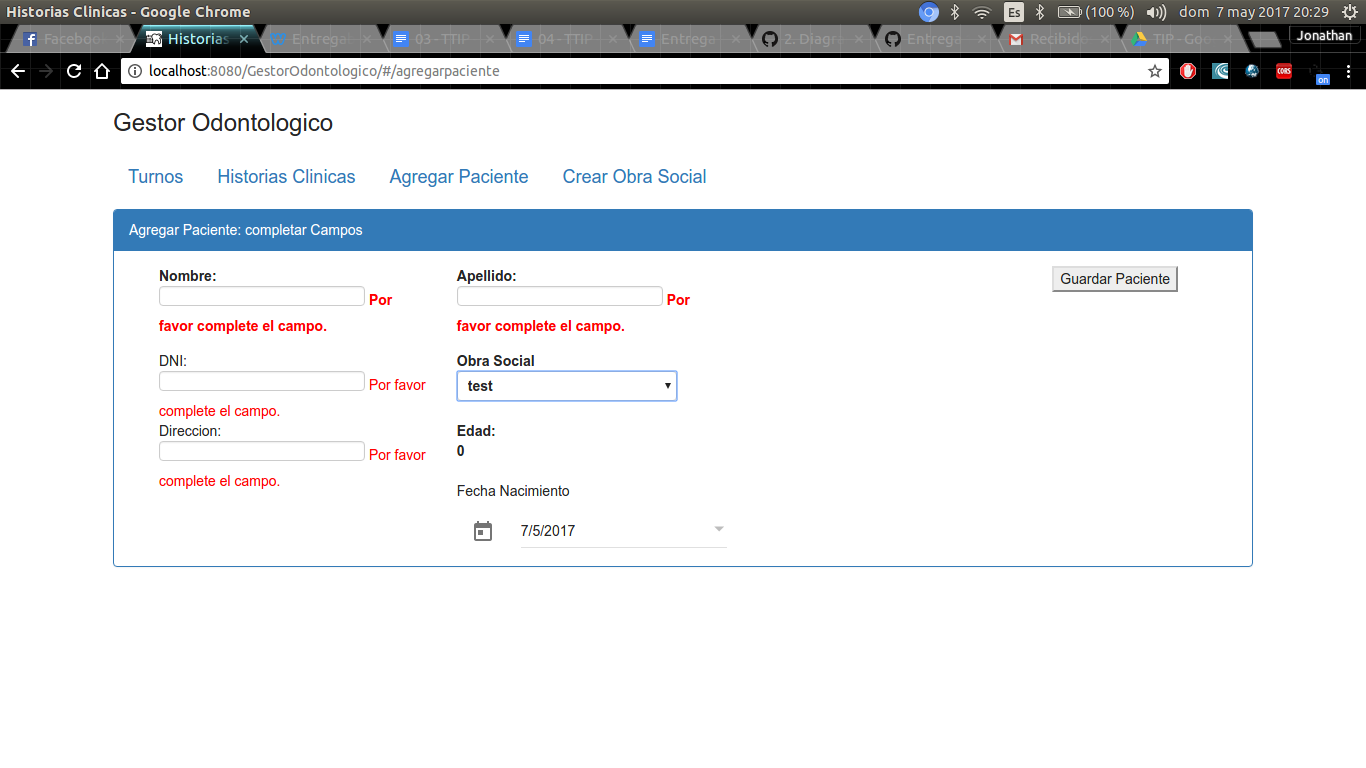 Historias Clinicas - Google Chrome
Es (100 %) dom 7 may 2017 20:29
Historias Entrega 03 - TTIP 04 - TTIP Entrega 2. Diagr Entrega Recibid TIP - Goo Jonathan
localhost:8080/GestorOdontologico/#/agregarpaciente
CORS
on
Gestor Odontologico
Turnos Historias Clinicas Agregar Paciente Crear Obra Social
Agregar Paciente: completar Campos
Nombre: Apellido: Guardar Paciente
Por Por
favor complete el campo. favor complete el campo.
DNI: Obra Social
Por favor test
complete el campo.
Direccion: Edad:
Por favor 0
complete el campo.
Fecha Nacimiento
7/5/2017